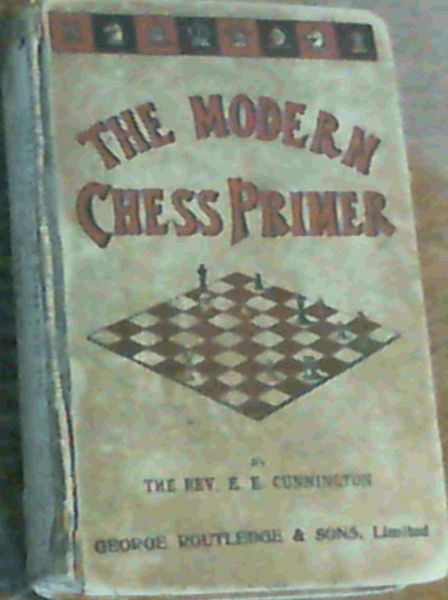 THE MODERN
CHESS PRIMER
By
THE REV. E. E. CUNNINGTON
GEORGE ROUTLEDGE & SONS, Limited